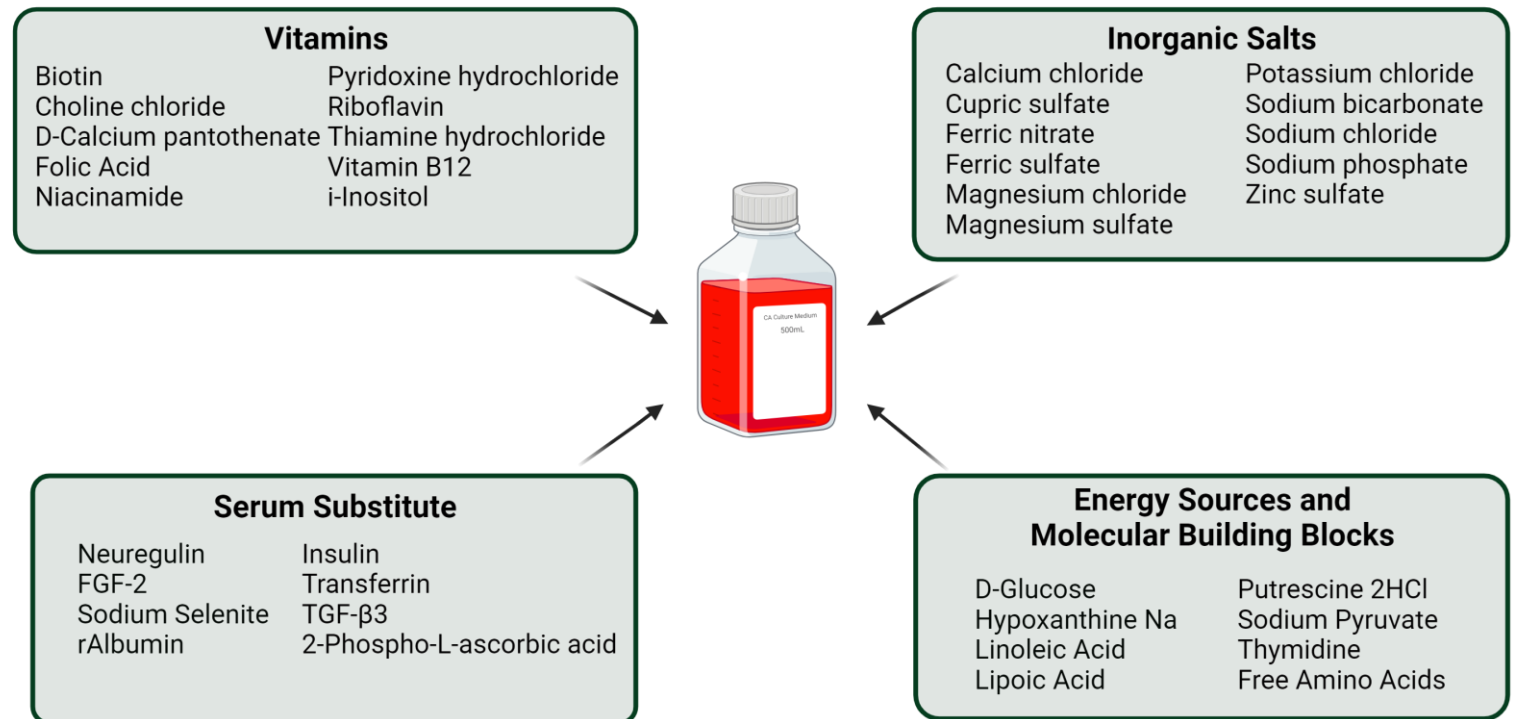 Vitamins
Biotin
Choline chloride
D-Calcium pantothenate
Folic Acid
Niacinamide
Pyridoxine hydrochloride
Riboflavin
Thiamine hydrochloride
Vitamin B12
i-Inositol
Inorganic Salts
Calcium chloride
Cupric sulfate
Ferric nitrate
Ferric sulfate
Magnesium chloride
Magnesium sulfate
Potassium chloride
Sodium bicarbonate
Sodium chloride
Sodium phosphate
Zinc sulfate
CA Culture Medium
500mL
Serum Substitute
Neuregulin
FGF-2
Sodium Selenite
rAlbumin
Insulin
Transferrin
TGF-β3
2-Phospho-L-ascorbic acid
Energy Sources and
Molecular Building Blocks
D-Glucose
Hypoxanthine Na
Linoleic Acid
Lipoic Acid
Putrescine 2HCl
Sodium Pyruvate
Thymidine
Free Amino Acids